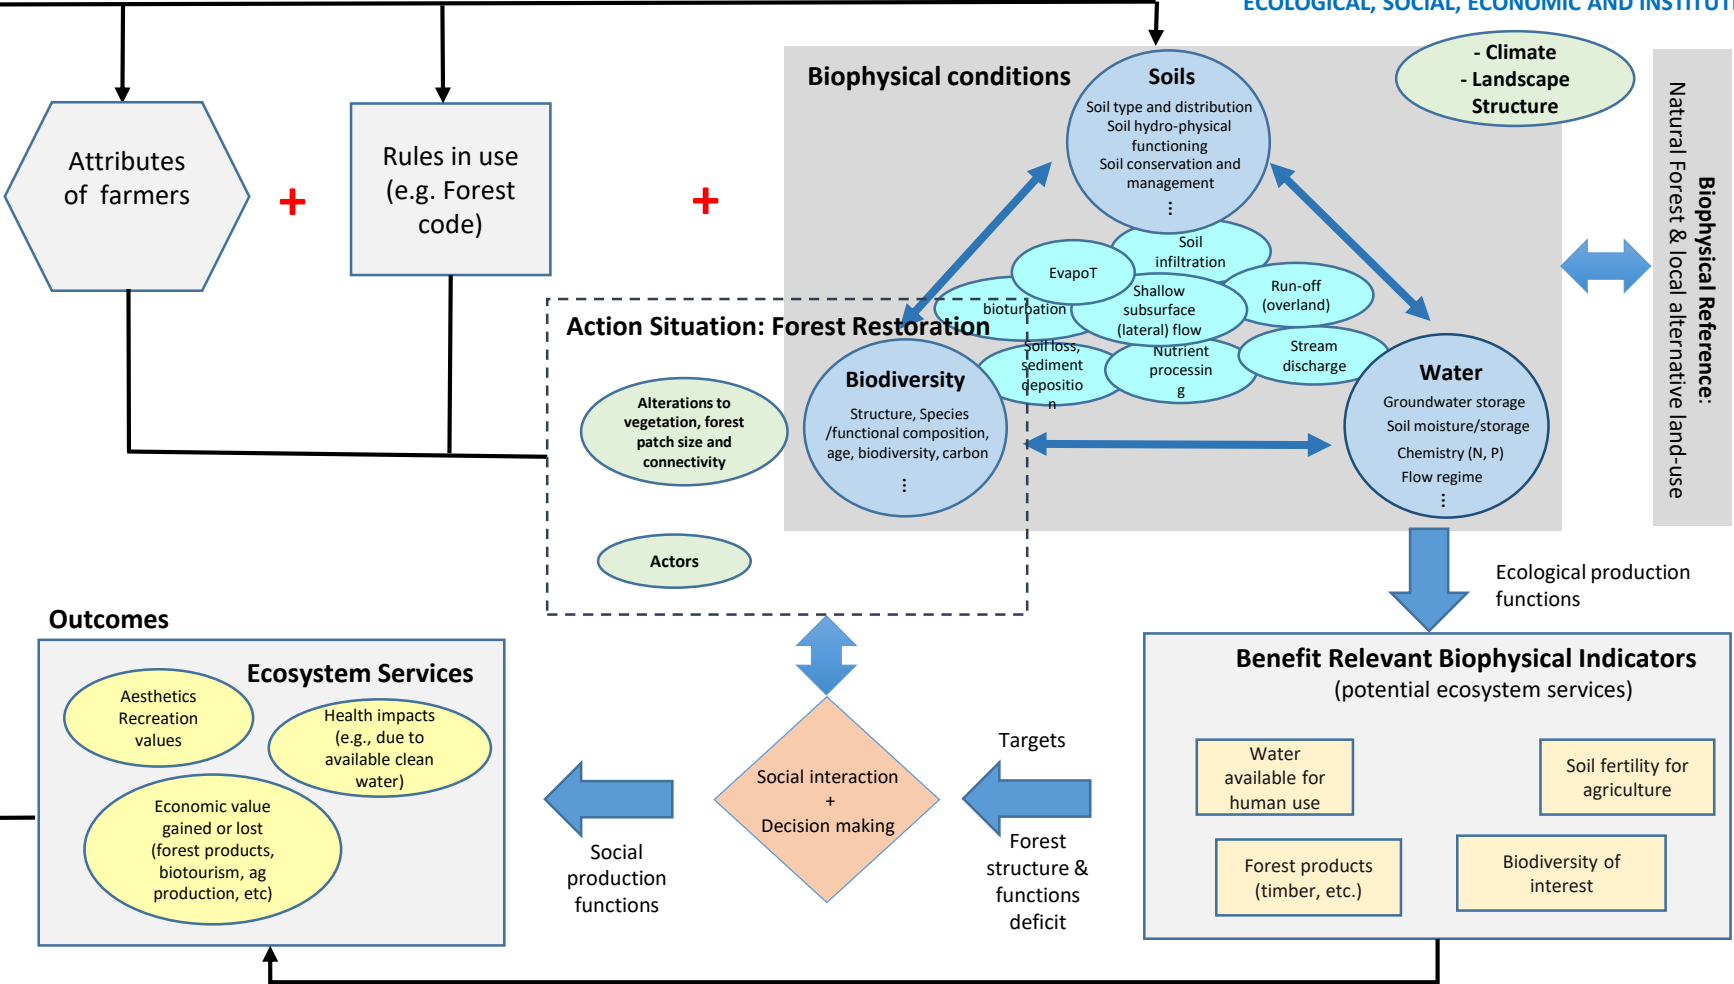 ECOLOGICAL, SOCIAL, ECONOMIC AND
Attributes
of farmers
+
Rules in use
(e.g. Forest
code)
+
Biophysical conditions
Soils
Soil type and distribution
Soil hydro-physical
functioning
Soil conservation and
management
⋮
- Climate
- Landscape
Structure
Biophysical Reference:
Natural Forest & local alternative land-use
Soil
infiltration
EvapoT
bioturbation
Shallow
subsurface
(lateral) flow
Run-off
(overland)
Soil loss,
sediment
depositio
n
Nutrient
processin
g
Stream
discharge
Action Situation: Forest Restoration
Alterations to
vegetation, forest
patch size and
connectivity
Biodiversity
Structure, Species
/functional composition,
age, biodiversity, carbon
⋮
Water
Groundwater storage
Soil moisture/storage
Chemistry (N, P)
Flow regime
⋮
Actors
Ecological production
functions
Outcomes
Ecosystem Services
Aesthetics
Recreation
values
Health impacts
(e.g., due to
available clean
water)
Economic value
gained or lost
(forest products,
biotourism, ag
production, etc)
Social
production
functions
Social interaction
+
Decision making
Targets
Forest
structure &
functions
deficit
Benefit Relevant Biophysical Indicators
(potential ecosystem services)
Water
available for
human use
Soil fertility for
agriculture
Forest products
(timber, etc.)
Biodiversity of
interest